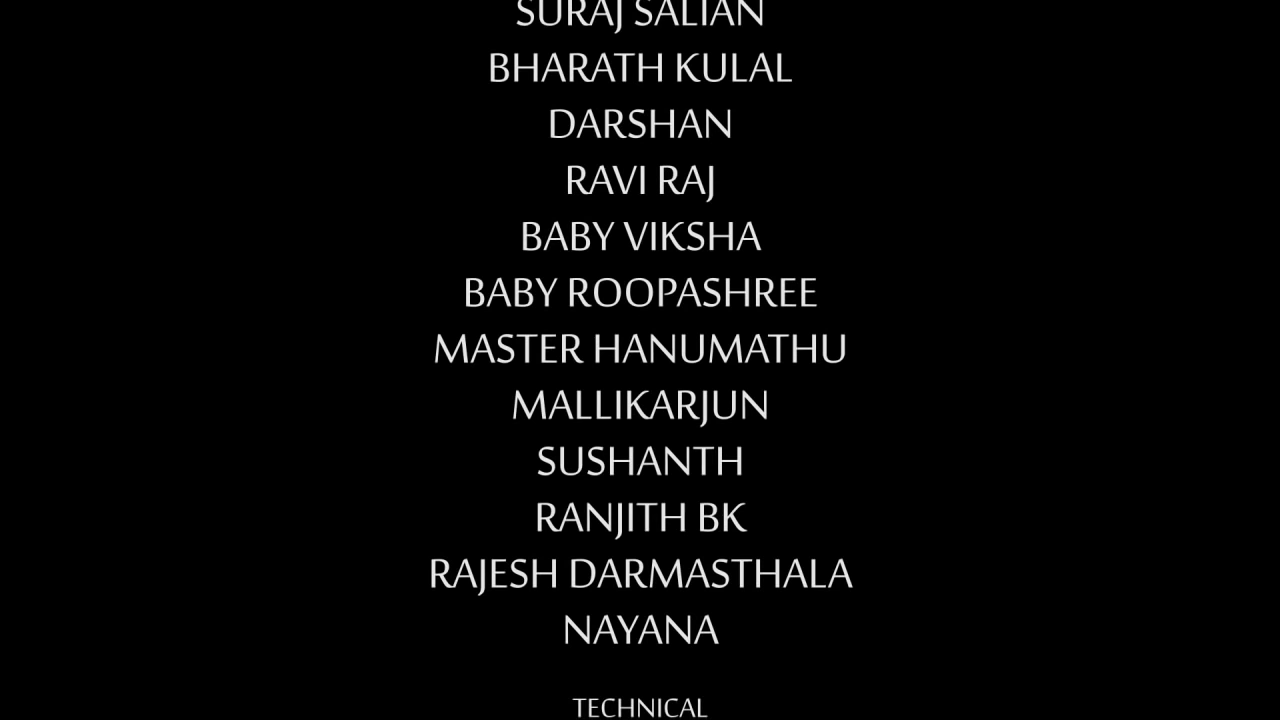 SURAJ SALIAN
BHARATH KULAL
DARSHAN
RAVI RAJ
BABY VIKSHA
BABY ROOPASHREE
MASTER HANUMATHU
MALLIKARJUN
SUSHANTH
RANJITH BK
RAJESH DARMASTHALA
NAYANA
TECHNICAL